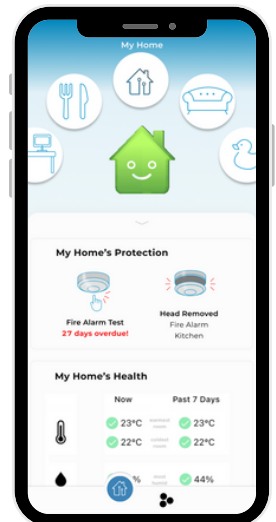 My Home
My Home's Protection
Fire Alarm Test
27 days overdue!
Head Removed
Fire Alarm
Kitchen
My Home's Health
Now Past 7 Days
23°C 23°C
22°C 22°C
% 44%